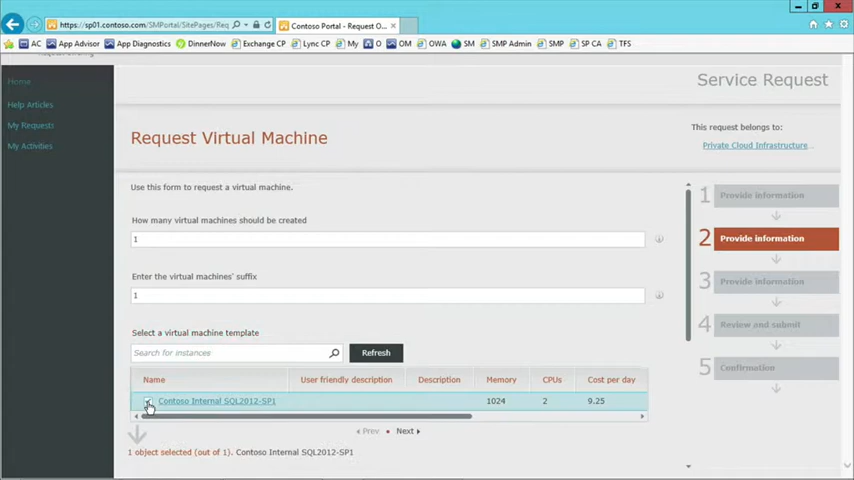 https://sp01.contoso.com/SMPortal/SitePages/Req
Contoso Portal - Request O...
AC App Advisor App Diagnostics DinnerNow Exchange CP Lync CP My O OM OWA SM SMP Admin SMP SP CA TFS
Home
Help Articles
My Requests
My Activities
Service Request
Request Virtual Machine
This request belongs to:
Private Cloud Infrastructure...
Use this form to request a virtual machine.
How many virtual machines should be created
1
Enter the virtual machines' suffix
1
Select a virtual machine template
Search for instances
Refresh
Name User friendly description Description Memory CPUs Cost per day
Contoso Internal SQL2012-SP1 1024 2 9.25
Prev Next
1 object selected (out of 1). Contoso Internal SQL2012-SP1
1 Provide information
2 Provide information
3 Provide information
4 Review and submit
5 Confirmation